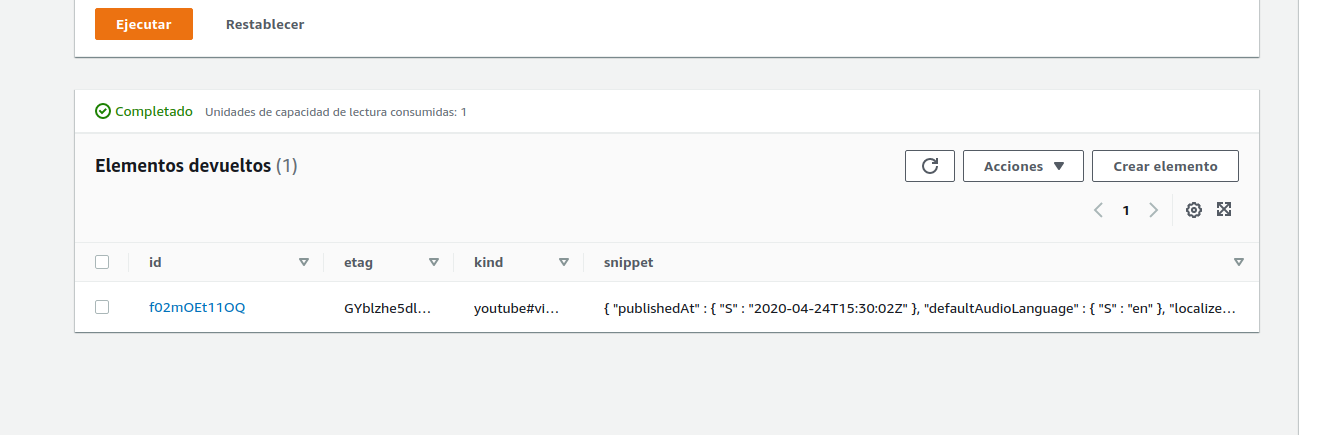 Ejecutar Restablecer
Completado Unidades de capacidad de lectura consumidas: 1
Elementos devueltos (1)
Acciones Crear elemento
1
id etag kind snippet
f02mOEt11OQ GYblzhe5dl... youtube#vi... { "publishedAt" : { "S" : "2020-04-24T15:30:02Z" }, "defaultAudioLanguage" : { "S" : "en" }, "localize...